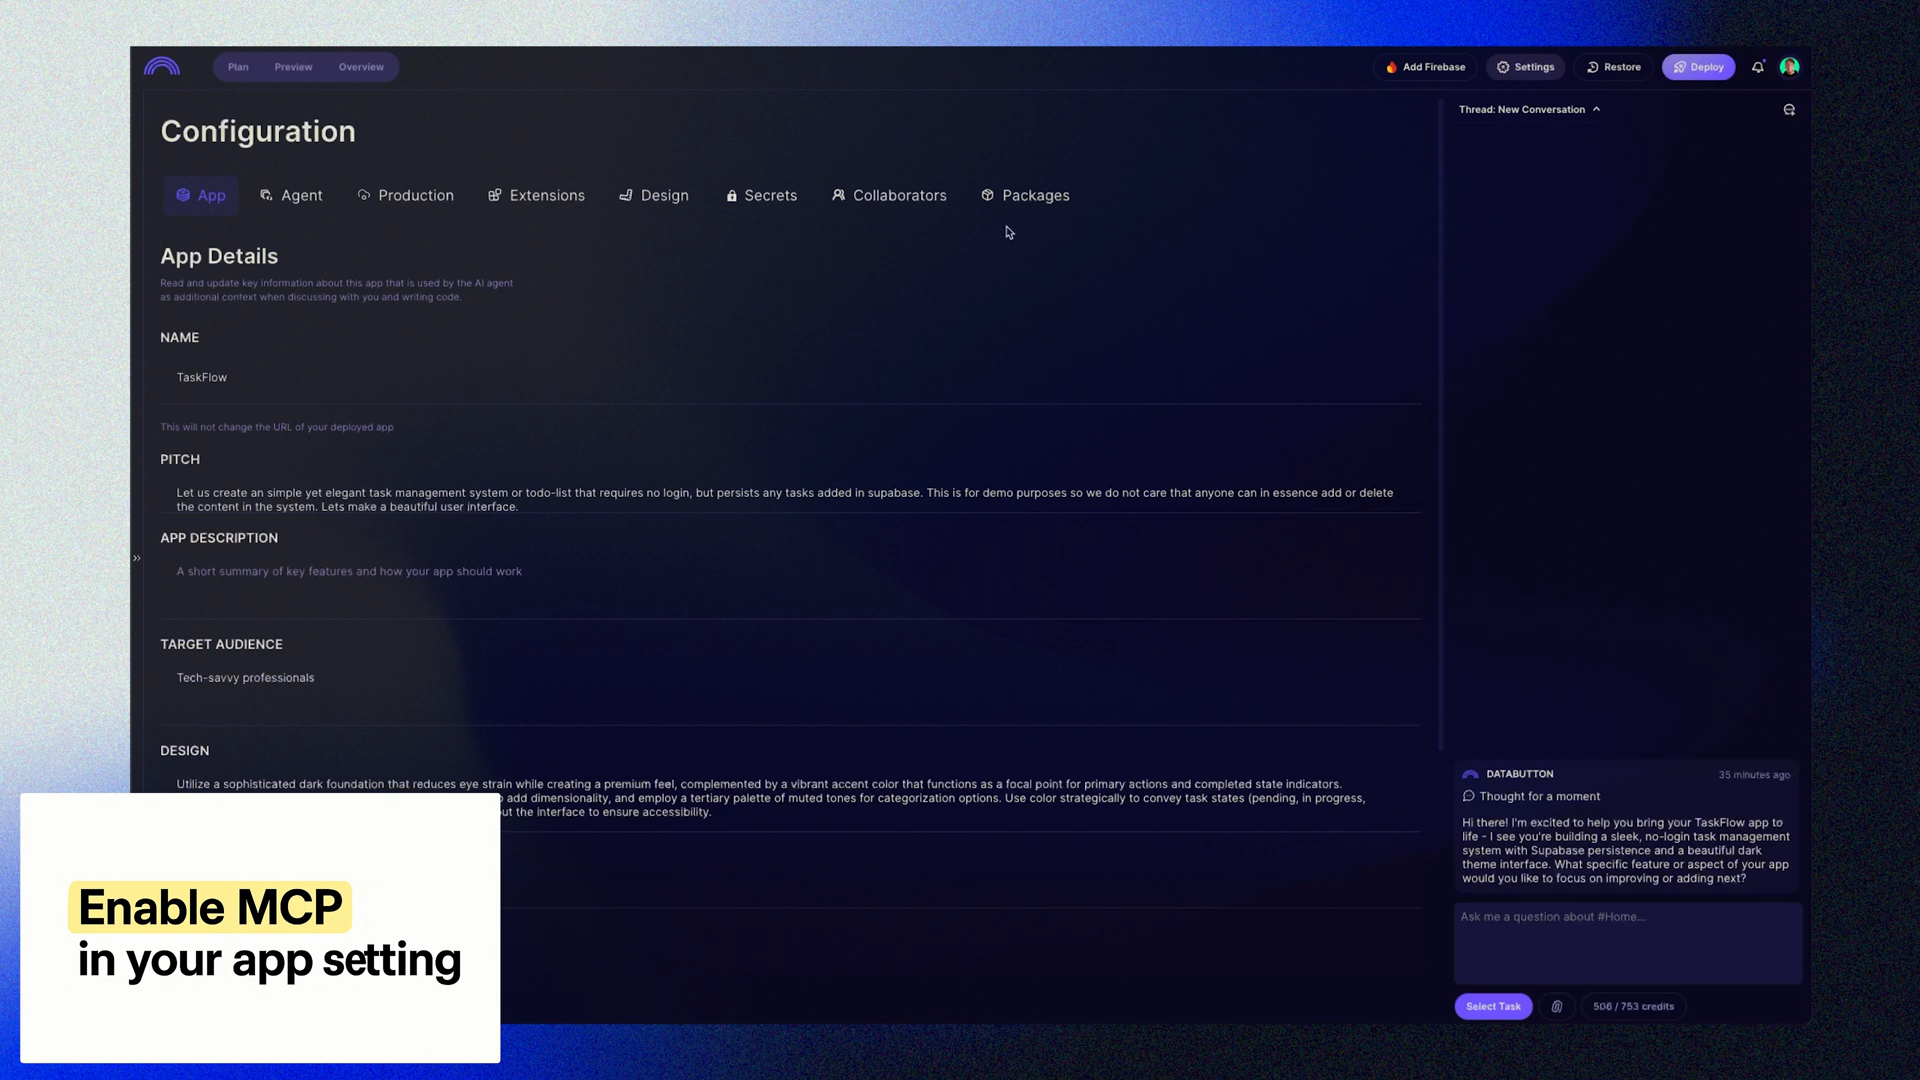 Plan Preview Overview
Add Firebase Settings Restore Deploy
Configuration
App Agent Production Extensions Design Secrets Collaborators Packages
App Details
Read and update key information about this app that is used by the AI agent
as additional context when discussing with you and writing code.
NAME
TaskFlow
This will not change the URL of your deployed app
PITCH
Let us create an simple yet elegant task management system or todo-list that requires no login, but persists any tasks added in supabase. This is for demo purposes so we do not care that anyone can in essence add or delete
the content in the system. Lets make a beautiful user interface.
APP DESCRIPTION
A short summary of key features and how your app should work
TARGET AUDIENCE
Tech-savvy professionals
DESIGN
Utilize a sophisticated dark foundation that reduces eye strain while creating a premium feel, complemented by a vibrant accent color that functions as a focal point for primary actions and completed state indicators.
add dimensionality, and employ a tertiary palette of muted tones for categorization options. Use color strategically to convey task states (pending, in progress,
the interface to ensure accessibility.
Thread: New Conversation
DATABUTTON 35 minutes ago
Thought for a moment
Hi there! I'm excited to help you bring your TaskFlow app to
life - I see you're building a sleek, no-login task management
system with Supabase persistence and a beautiful dark
theme interface. What specific feature or aspect of your app
would you like to focus on improving or adding next?
Ask me a question about #Home...
Select Task 506 / 753 credits
Enable MCP
in your app setting